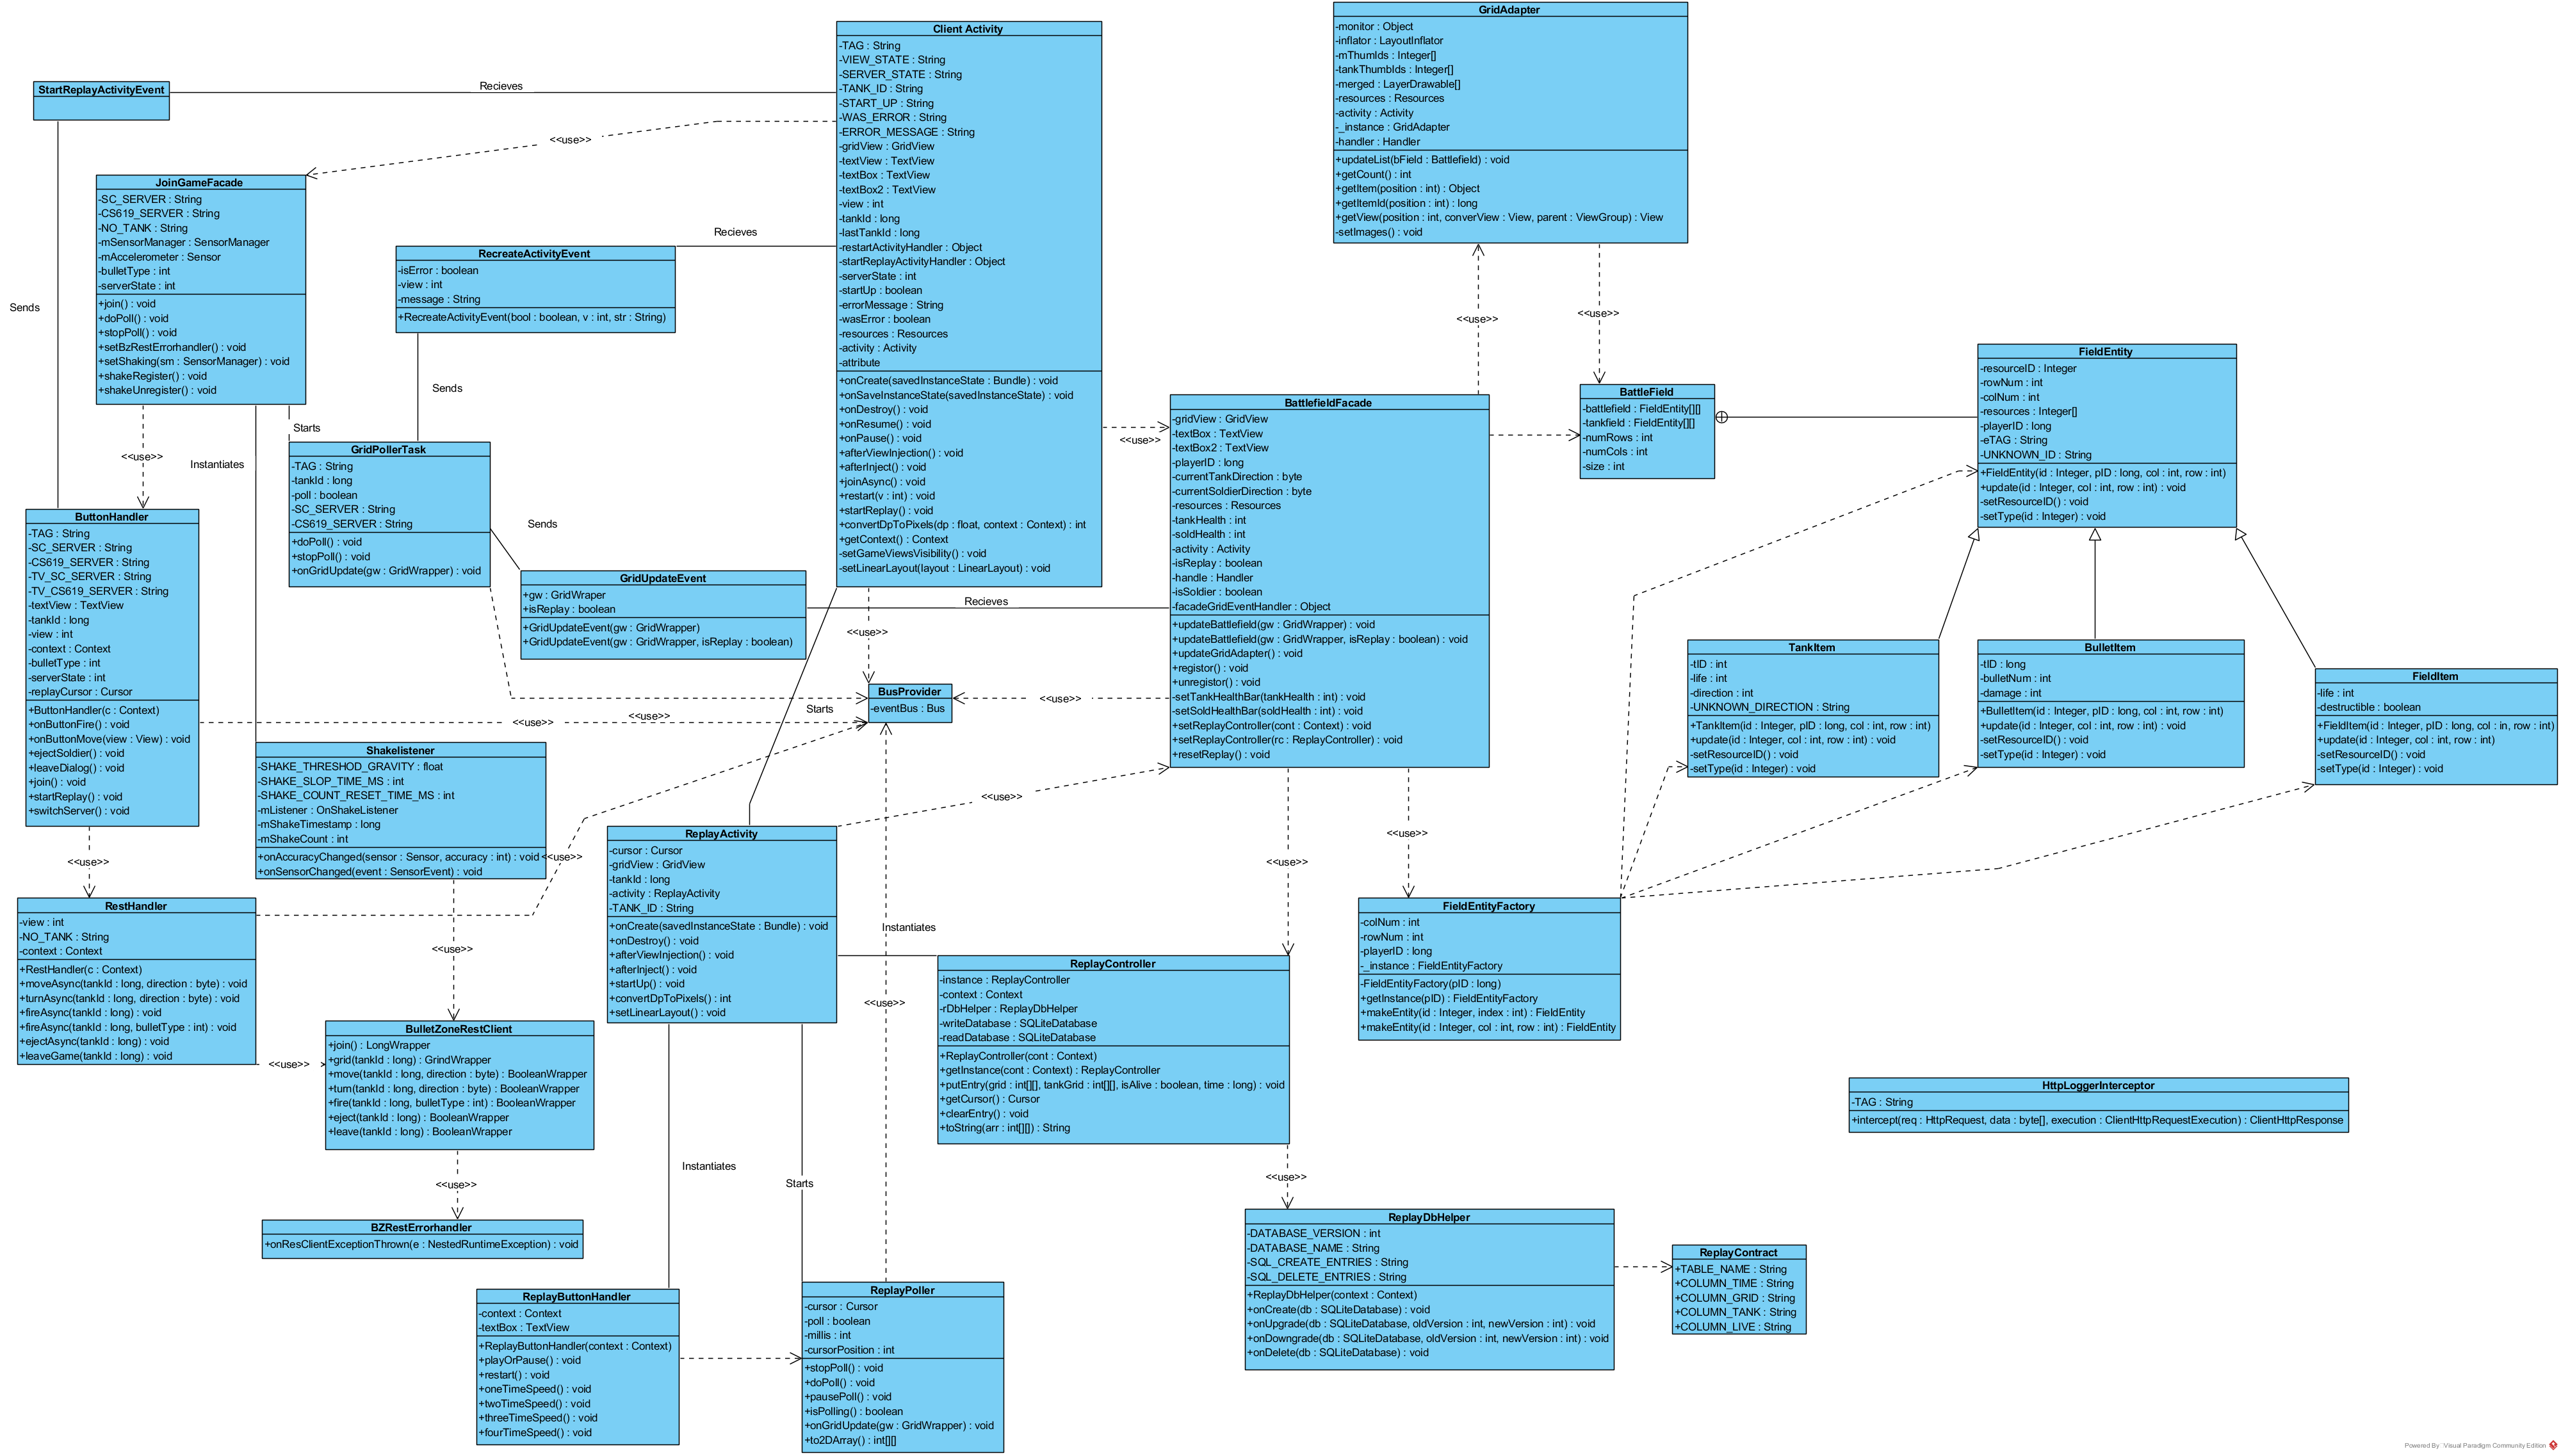 StartReplayActivityEvent
Recieves
Sends
<<use>>
Client Activity
-TAG : String
-VIEW_STATE : String
-SERVER_STATE : String
-TANK_ID : String
-START_UP : String
-WAS_ERROR : String
-ERROR_MESSAGE : String
-gridView : GridView
-textView : TextView
-textBox : TextView
-textBox2 : TextView
-view : int
-tankId : long
-lastTankId : long
-restartActivityHandler : Object
-startReplayActivityHandler : Object
-serverState : int
-startUp : boolean
-errorMessage : String
-wasError : boolean
-resources : Resources
-activity : Activity
-attribute
+onCreate(savedInstanceState : Bundle) : void
+onSaveInstanceState(savedInstanceState) : void
+onDestroy() : void
+onResume() : void
+onPause() : void
+afterViewInjection() : void
+afterInject() : void
+joinAsync() : void
+restart(v : int) : void
+startReplay() : void
+convertDpToPixels(dp : float, context : Context) : int
+getContext() : Context
-setGameViewsVisibility() : void
-setLinearLayout(layout : LinearLayout) : void
GridAdapter
-monitor : Object
-inflator : LayoutInflator
-mThumIds : Integer[]
-tankThumbIds : Integer[]
-merged : LayerDrawable[]
-resources : Resources
-activity : Activity
-_instance : GridAdapter
-handler : Handler
+updateList(bField : Battlefield) : void
+getCount() : int
+getItem(position : int) : Object
+getItemId(position : int) : long
+getView(position : int, converView : View, parent : ViewGroup) : View
-setImages() : void
JoinGameFacade
-SC_SERVER : String
-CS619_SERVER : String
-NO_TANK : String
-mSensorManager : SensorManager
-mAccelerometer : Sensor
-bulletType : int
-serverState : int
+join() : void
+doPoll() : void
+stopPoll() : void
+setBzRestErrorhandler() : void
+setShaking(sm : SensorManager) : void
+shakeRegister() : void
+shakeUnregister() : void
Recieves
RecreateActivityEvent
-isError : boolean
-view : int
-message : String
+RecreateActivityEvent(bool : boolean, v : int, str : String)
Sends
<<use>>
Instantiates
Starts
GridPollerTask
-TAG : String
-tankId : long
-poll : boolean
-SC_SERVER : String
-CS619_SERVER : String
+doPoll() : void
+stopPoll() : void
+onGridUpdate(gw : GridWrapper) : void
Sends
GridUpdateEvent
+gw : GridWraper
+isReplay : boolean
+GridUpdateEvent(gw : GridWrapper)
+GridUpdateEvent(gw : GridWrapper, isReplay : boolean)
Recieves
<<use>>
<<use>>
<<use>>
BattlefieldFacade
-gridView : GridView
-textBox : TextView
-textBox2 : TextView
-playerID : long
-currentTankDirection : byte
-currentSoldierDirection : byte
-resources : Resources
-tankHealth : int
-soldHealth : int
-activity : Activity
-isReplay : boolean
-handle : Handler
-isSoldier : boolean
-facadeGridEventHandler : Object
+updateBattlefield(gw : GridWrapper) : void
+updateBattlefield(gw : GridWrapper, isReplay : boolean) : void
+updateGridAdapter() : void
+registor() : void
+unregistor() : void
-setTankHealthBar(tankHealth : int) : void
-setSoldHealthBar(soldHealth : int) : void
+setReplayController(cont : Context) : void
+setReplayController(rc : ReplayController) : void
+resetReplay() : void
BattleField
-battlefield : FieldEntity[][]
-tankfield : FieldEntity[][]
-numRows : int
-numCols : int
-size : int
FieldEntity
-resourceID : Integer
-rowNum : int
-colNum : int
-resources : Integer[]
-playerID : long
-eTAG : String
-UNKNOWN_ID : String
+FieldEntity(id : Integer, pID : long, col : int, row : int)
+update(id : Integer, col : int, row : int) : void
-setResourceID() : void
-setType(id : Integer) : void
ButtonHandler
-TAG : String
-SC_SERVER : String
-CS619_SERVER : String
-TV_SC_SERVER : String
-TV_CS619_SERVER : String
-textView : TextView
-tankId : long
-view : int
-context : Context
-bulletType : int
-serverState : int
-replayCursor : Cursor
+ButtonHandler(c : Context)
+onButtonFire() : void
+onButtonMove(view : View) : void
+ejectSoldier() : void
+leaveDialog() : void
+join() : void
+startReplay() : void
+switchServer() : void
<<use>>
<<use>>
<<use>>
BusProvider
-eventBus : Bus
<<use>>
Starts
TankItem
-tID : int
-life : int
-direction : int
-UNKNOWN_DIRECTION : String
+TankItem(id : Integer, pID : long, col : int, row : int)
+update(id : Integer, col : int, row : int) : void
-setResourceID() : void
-setType(id : Integer) : void
BulletItem
-tID : long
-bulletNum : int
-damage : int
+BulletItem(id : Integer, pID : long, col : int, row : int)
+update(id : Integer, col : int, row : int) : void
-setResourceID() : void
-setType(id : Integer) : void
FieldItem
-life : int
-destructible : boolean
+FieldItem(id : Integer, pID : long, col : in, row : int)
+update(id : Integer, col : int, row : int)
-setResourceID() : void
-setType(id : Integer) : void
Shakelistener
-SHAKE_THRESHOD_GRAVITY : float
-SHAKE_SLOP_TIME_MS : int
-SHAKE_COUNT_RESET_TIME_MS : int
-mListener : OnShakeListener
-mShakeTimestamp : long
-mShakeCount : int
+onAccuracyChanged(sensor : Sensor, accuracy : int) : void
+onSensorChanged(event : SensorEvent) : void
<<use>>
<<use>>
<<use>>
<<use>>
<<use>>
ReplayActivity
-cursor : Cursor
-gridView : GridView
-tankId : long
-activity : ReplayActivity
-TANK_ID : String
+onCreate(savedInstanceState : Bundle) : void
+onDestroy() : void
+afterViewInjection() : void
+afterInject() : void
+startUp() : void
+convertDpToPixels() : int
+setLinearLayout() : void
RestHandler
-view : int
-NO_TANK : String
-context : Context
+RestHandler(c : Context)
+moveAsync(tankId : long, direction : byte) : void
+turnAsync(tankId : long, direction : byte) : void
+fireAsync(tankId : long) : void
+fireAsync(tankId : long, bulletType : int) : void
+ejectAsync(tankId : long) : void
+leaveGame(tankId : long) : void
<<use>>
<<use>>
Instantiates
<<use>>
FieldEntityFactory
-colNum : int
-rowNum : int
-playerID : long
-_instance : FieldEntityFactory
-FieldEntityFactory(pID : long)
+getInstance(pID) : FieldEntityFactory
+makeEntity(id : Integer, index : int) : FieldEntity
+makeEntity(id : Integer, col : int, row : int) : FieldEntity
ReplayController
-instance : ReplayController
-context : Context
-rDbHelper : ReplayDbHelper
-writeDatabase : SQLiteDatabase
-readDatabase : SQLiteDatabase
+ReplayController(cont : Context)
+getInstance(cont : Context) : ReplayController
+putEntry(grid : int[][], tankGrid : int[][], isAlive : boolean, time : long) : void
+getCursor() : Cursor
+clearEntry() : void
+toString(arr : int[][]) : String
BulletZoneRestClient
+join() : LongWrapper
+grid(tankId : long) : GrindWrapper
+move(tankId : long, direction : byte) : BooleanWrapper
+turn(tankId : long, direction : byte) : BooleanWrapper
+fire(tankId : long, bulletType : int) : BooleanWrapper
+eject(tankId : long) : BooleanWrapper
+leave(tankId : long) : BooleanWrapper
HttpLoggerInterceptor
-TAG : String
+intercept(req : HttpRequest, data : byte[], execution : ClientHttpRequestExecution) : ClientHttpResponse
<<use>>
Instantiates
Starts
<<use>>
BZRestErrorhandler
+onResClientExceptionThrown(e : NestedRuntimeException) : void
ReplayDbHelper
-DATABASE_VERSION : int
-DATABASE_NAME : String
-SQL_CREATE_ENTRIES : String
-SQL_DELETE_ENTRIES : String
+ReplayDbHelper(context : Context)
+onCreate(db : SQLiteDatabase) : void
+onUpgrade(db : SQLiteDatabase, oldVersion : int, newVersion : int) : void
+onDowngrade(db : SQLiteDatabase, oldVersion : int, newVersion : int) : void
+onDelete(db : SQLiteDatabase) : void
ReplayContract
+TABLE_NAME : String
+COLUMN_TIME : String
+COLUMN_GRID : String
+COLUMN_TANK : String
+COLUMN_LIVE : String
ReplayButtonHandler
-context : Context
-textBox : TextView
+ReplayButtonHandler(context : Context)
+playOrPause() : void
+restart() : void
+oneTimeSpeed() : void
+twoTimeSpeed() : void
+threeTimeSpeed() : void
+fourTimeSpeed() : void
ReplayPoller
-cursor : Cursor
-poll : boolean
-millis : int
-cursorPosition : int
+stopPoll() : void
+doPoll() : void
+pausePoll() : void
+isPolling() : boolean
+onGridUpdate(gw : GridWrapper) : void
+to2DArray() : int[][]
Powered By Visual Paradigm Community Edition